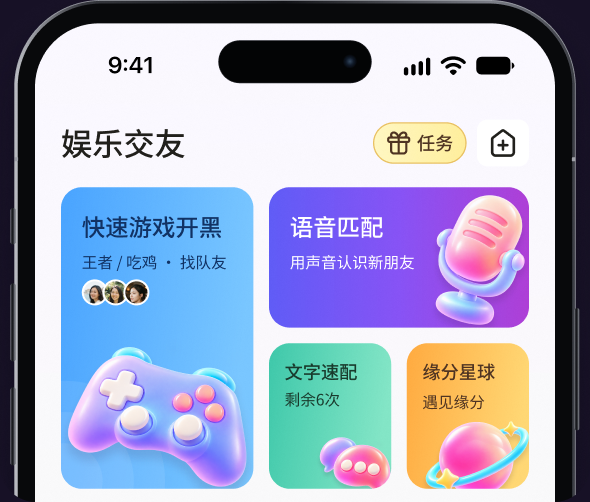 9:41
娱乐交友
任务
快速游戏开黑
王者 / 吃鸡 · 找队友
语音匹配
用声音认识新朋友
文字速配
剩余6次
缘分星球
遇见缘分